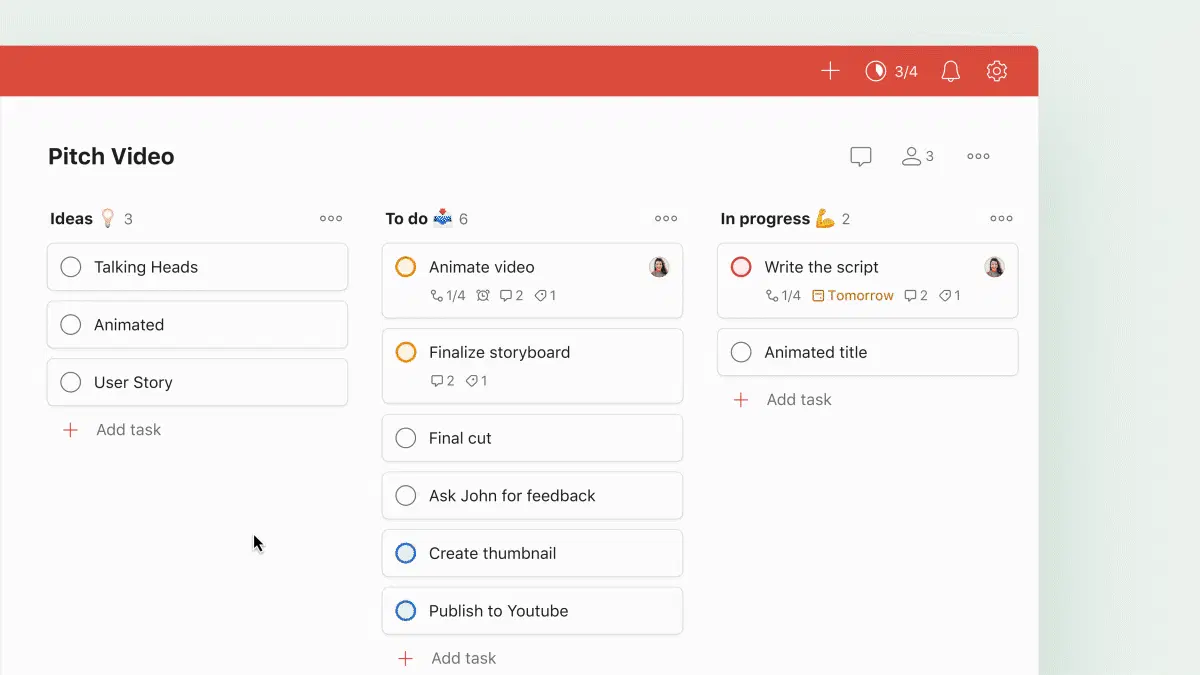 3/4
Pitch Video
3
Ideas 💡 3
Talking Heads
Animated
User Story
Add task
To do 📥 6
Animate video
1/4 2 1
Finalize storyboard
2 1
Final cut
Ask John for feedback
Create thumbnail
Publish to Youtube
Add task
In progress 💪 2
Write the script
1/4 Tomorrow 2 1
Animated title
Add task